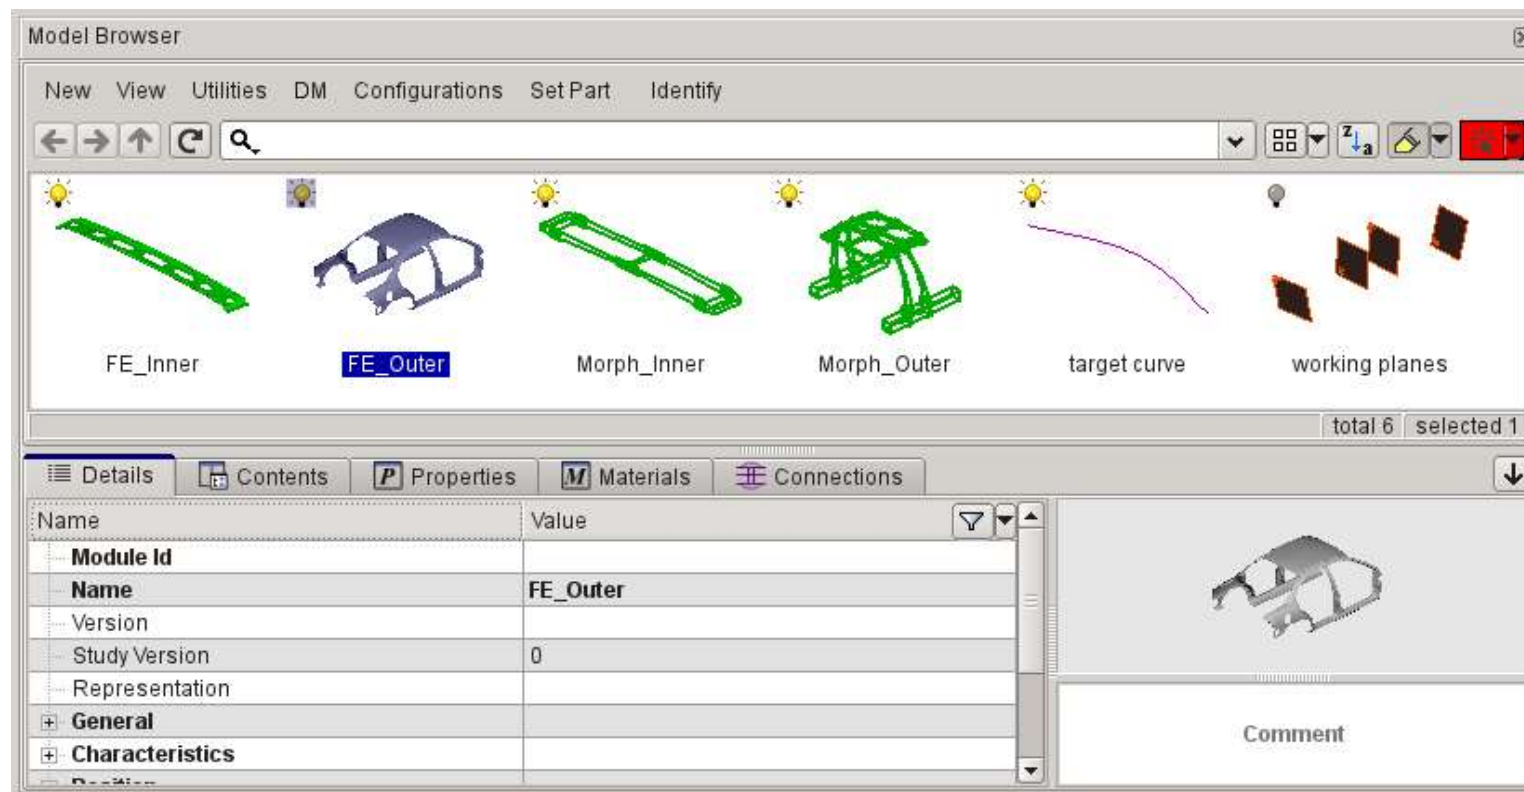 Model Browser
New View Utilities DM Configurations Set Part Identify
Z a
FE_Inner FE_Outer Morph_Inner Morph_Outer target curve working planes
total 6 selected 1
Details Contents P Properties M Materials Connections
Name Value
Module Id
Name FE_Outer
Version
Study Version 0
Representation
General
Comment
Characteristics